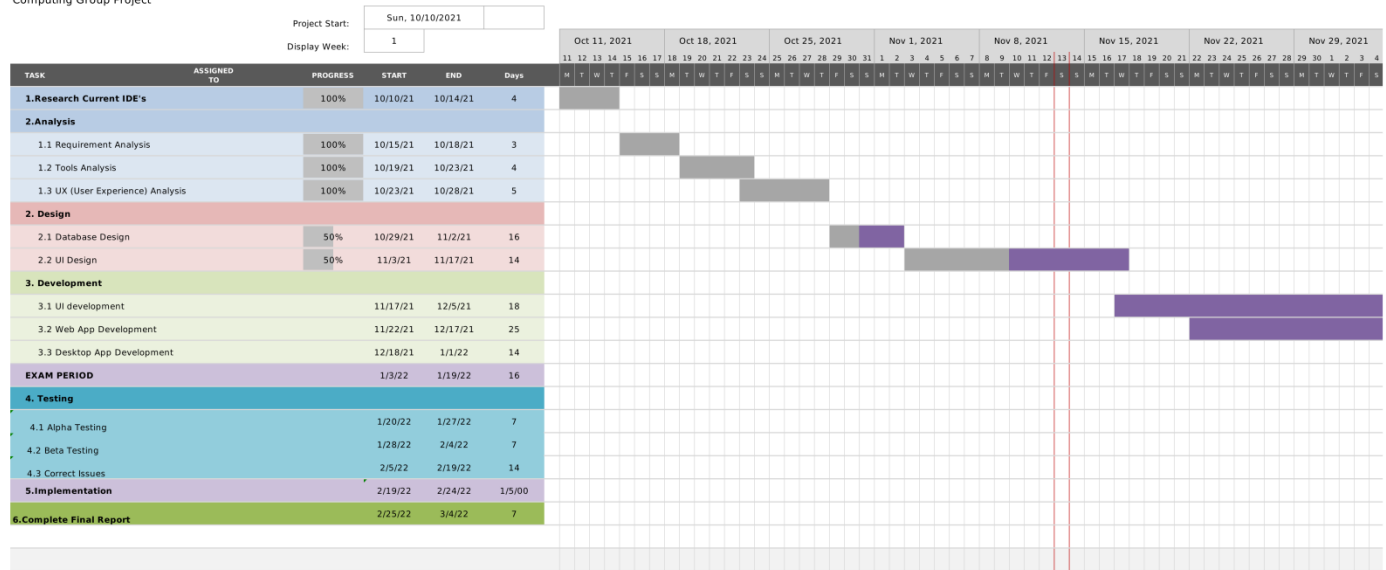 Computing Group Project
Project Start: Sun, 10/10/2021
Display Week: 1
Oct 11, 2021 Oct 18, 2021 Oct 25, 2021 Nov 1, 2021 Nov 8, 2021 Nov 15, 2021 Nov 22, 2021 Nov 29, 2021
11 12 13 14 15 16 17 18 19 20 21 22 23 24 25 26 27 28 29 30 31 1 2 3 4 5 6 7 8 9 10 11 12 13 14 15 16 17 18 19 20 21 22 23 24 25 26 27 28 29 30 1 2 3 4
TASK ASSIGNED TO PROGRESS START END Days M T W T F S S M T W T F S S M T W T F S S M T W T F S S M T W T F S S M T W T F S S M T W T F S S M T W T F S
1.Research Current IDE's 100% 10/10/21 10/14/21 4
2.Analysis
1.1 Requirement Analysis 100% 10/15/21 10/18/21 3
1.2 Tools Analysis 100% 10/19/21 10/23/21 4
1.3 UX (User Experience) Analysis 100% 10/23/21 10/28/21 5
2. Design
2.1 Database Design 50% 10/29/21 11/2/21 16
2.2 UI Design 50% 11/3/21 11/17/21 14
3. Development
3.1 UI development 11/17/21 12/5/21 18
3.2 Web App Development 11/22/21 12/17/21 25
3.3 Desktop App Development 12/18/21 1/1/22 14
EXAM PERIOD 1/3/22 1/19/22 16
4. Testing
4.1 Alpha Testing 1/20/22 1/27/22 7
4.2 Beta Testing 1/28/22 2/4/22 7
4.3 Correct Issues 2/5/22 2/19/22 14
5.Implementation 2/19/22 2/24/22 1/5/00
6.Complete Final Report 2/25/22 3/4/22 7